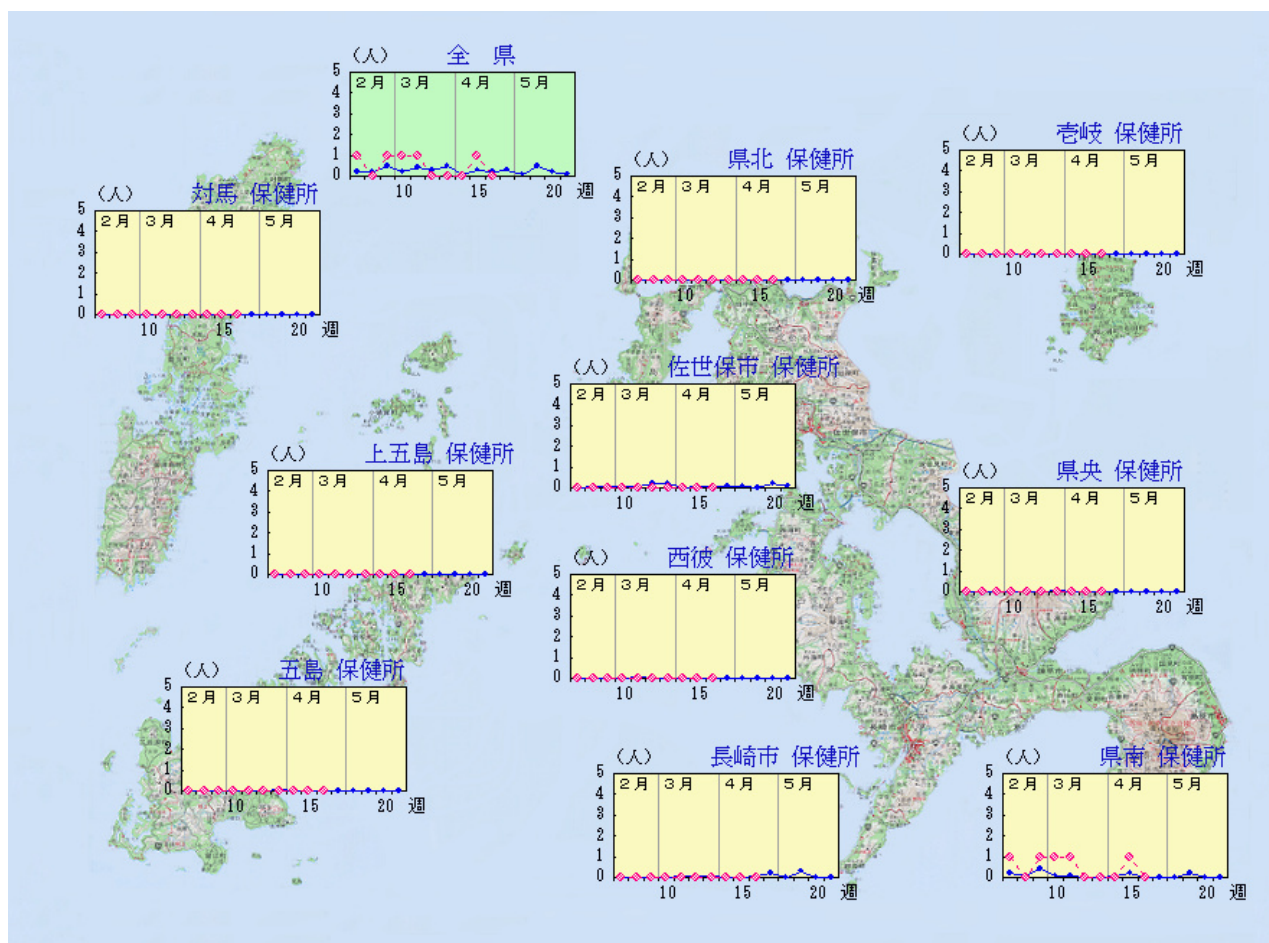 (人) 全 県
5 4 3 2 1 0
2月 3月 4月 5月
10 15 20 週
(人) 壱岐 保健所
5 4 3 2 1 0
2月 3月 4月 5月
10 15 20 週
(人) 県北 保健所
5 4 3 2 1 0
2月 3月 4月 5月
10 15 20 週
(人) 対馬 保健所
5 4 3 2 1 0
2月 3月 4月 5月
10 15 20 週
(人) 佐世保市 保健所
5 4 3 2 1 0
2月 3月 4月 5月
10 15 20 週
(人) 上五島 保健所
5 4 3 2 1 0
2月 3月 4月 5月
10 15 20 週
(人) 県央 保健所
5 4 3 2 1 0
2月 3月 4月 5月
10 15 20 週
(人) 西彼 保健所
5 4 3 2 1 0
2月 3月 4月 5月
10 15 20 週
(人) 五島 保健所
5 4 3 2 1 0
2月 3月 4月 5月
10 15 20 週
(人) 長崎市 保健所
5 4 3 2 1 0
2月 3月 4月 5月
10 15 20 週
(人) 県南 保健所
5 4 3 2 1 0
2月 3月 4月 5月
10 15 20 週